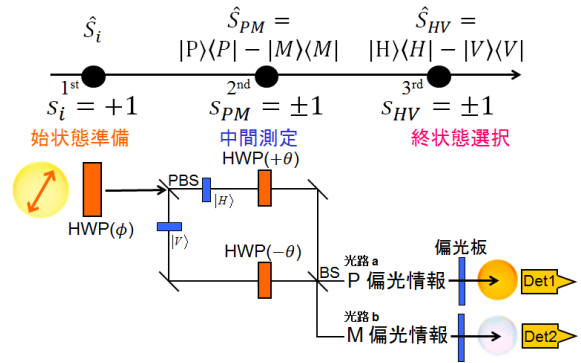 Ŝ_i
Ŝ_PM =
|P⟩⟨P| − |M⟩⟨M|
Ŝ_HV =
|H⟩⟨H| − |V⟩⟨V|
1st 2nd 3rd
s_i = +1 s_PM = ±1 s_HV = ±1
始状態準備 中間測定 終状態選択
HWP(+θ)
PBS
|H⟩
HWP(ϕ)
|V⟩
HWP(−θ)
BS
光路a
P 偏光情報
偏光板
Det1
光路b
M 偏光情報
Det2